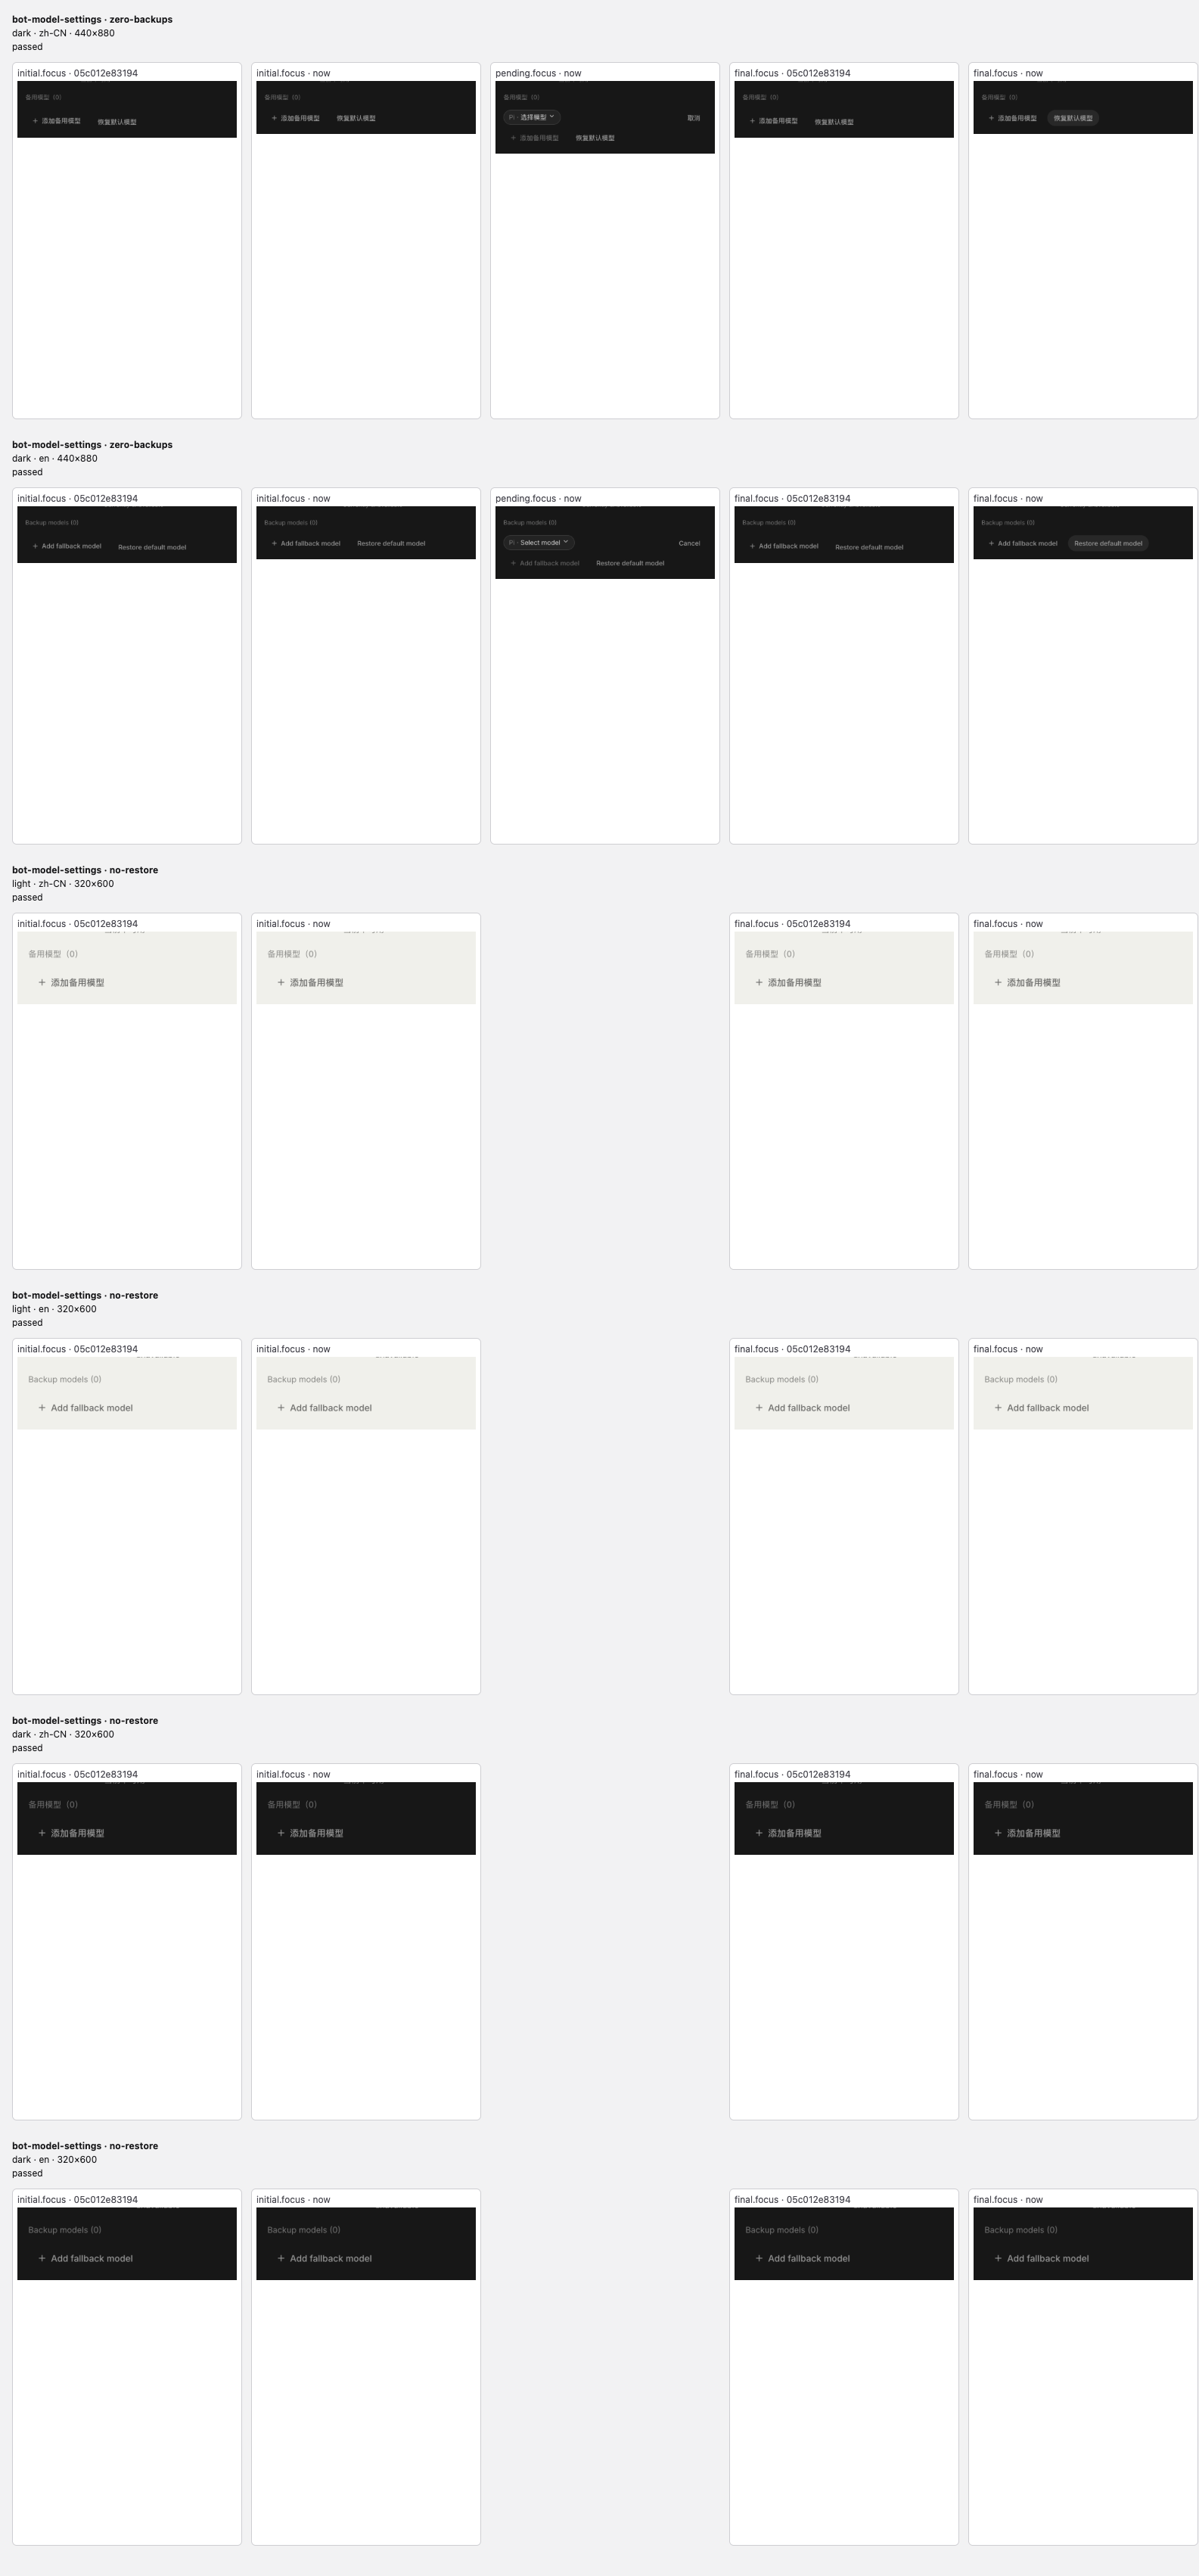 bot-model-settings · zero-backups
dark · zh-CN · 440×880
passed
initial.focus · 05c012e83194
备用模型 (0)
+ 添加备用模型 恢复默认模型
initial.focus · now
备用模型 (0)
+ 添加备用模型 恢复默认模型
pending.focus · now
备用模型 (0)
选择模型
取消
+ 添加备用模型 恢复默认模型
final.focus · 05c012e83194
备用模型 (0)
+ 添加备用模型 恢复默认模型
final.focus · now
备用模型 (0)
+ 添加备用模型 恢复默认模型
bot-model-settings · zero-backups
dark · en · 440×880
passed
initial.focus · 05c012e83194
Backup models (0)
+ Add fallback model Restore default model
initial.focus · now
Backup models (0)
+ Add fallback model Restore default model
pending.focus · now
Backup models (0)
Select model
Cancel
+ Add fallback model Restore default model
final.focus · 05c012e83194
Backup models (0)
+ Add fallback model Restore default model
final.focus · now
Backup models (0)
+ Add fallback model Restore default model
bot-model-settings · no-restore
light · zh-CN · 320×600
passed
initial.focus · 05c012e83194
备用模型 (0)
+ 添加备用模型
initial.focus · now
备用模型 (0)
+ 添加备用模型
final.focus · 05c012e83194
备用模型 (0)
+ 添加备用模型
final.focus · now
备用模型 (0)
+ 添加备用模型
bot-model-settings · no-restore
light · en · 320×600
passed
initial.focus · 05c012e83194
Backup models (0)
+ Add fallback model
initial.focus · now
Backup models (0)
+ Add fallback model
final.focus · 05c012e83194
Backup models (0)
+ Add fallback model
final.focus · now
Backup models (0)
+ Add fallback model
bot-model-settings · no-restore
dark · zh-CN · 320×600
passed
initial.focus · 05c012e83194
备用模型 (0)
+ 添加备用模型
initial.focus · now
备用模型 (0)
+ 添加备用模型
final.focus · 05c012e83194
备用模型 (0)
+ 添加备用模型
final.focus · now
备用模型 (0)
+ 添加备用模型
bot-model-settings · no-restore
dark · en · 320×600
passed
initial.focus · 05c012e83194
Backup models (0)
+ Add fallback model
initial.focus · now
Backup models (0)
+ Add fallback model
final.focus · 05c012e83194
Backup models (0)
+ Add fallback model
final.focus · now
Backup models (0)
+ Add fallback model